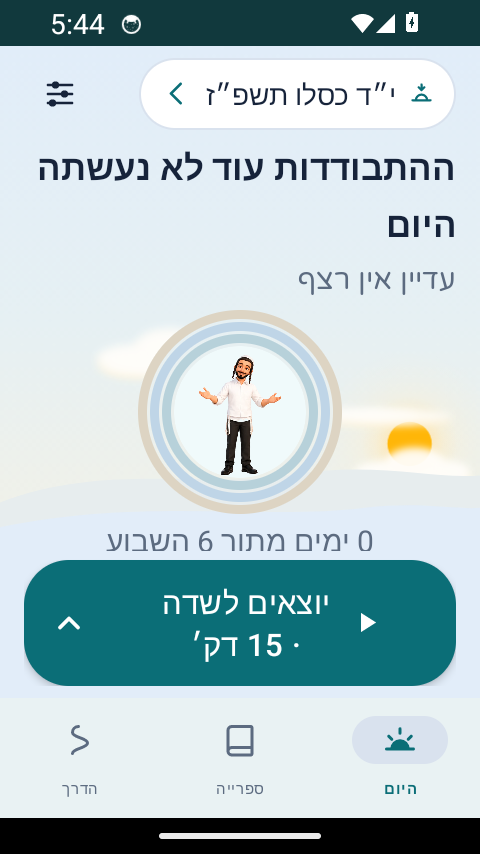 5:44
י״ד כסלו תשפ״ז
ההתבודדות עוד לא נעשתה
היום
עדיין אין רצף
0 ימים מתוך 6 השבוע
יוצאים לשדה
· 15 דק׳
היום
ספרייה
הדרך